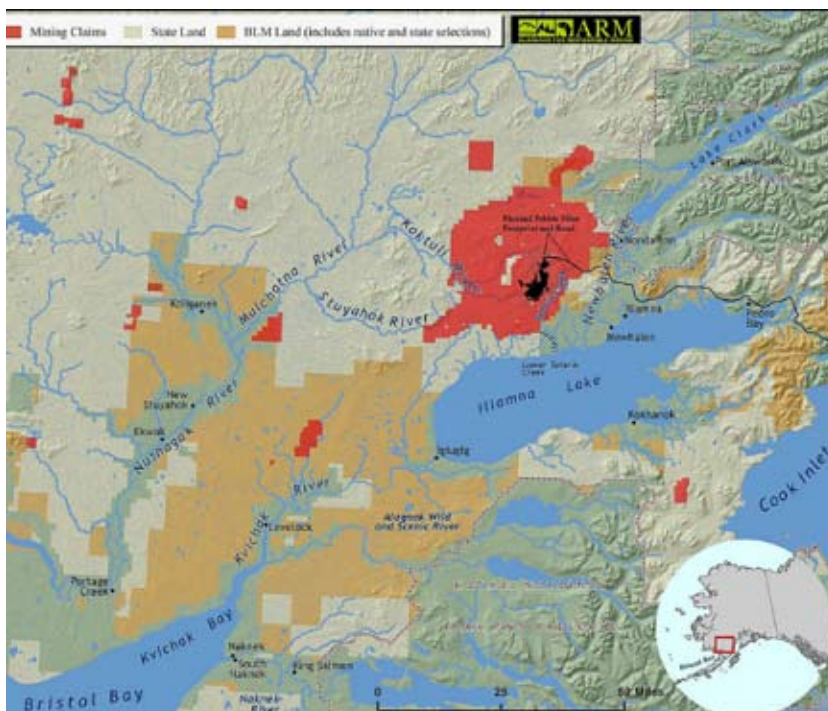 Mining Claims
State Land
BLM Land (includes native and state selections)
ARM
Lake Clark
Planned Pebble Mine
Footprint and Road
Nondalton
Koktuli River
Newhalen River
Mulchatna River
Koliganek
Stuyahok River
Iliamna
Pedro
Bay
Newhalen
Lower Talarik
Creek
Iliamna Lake
New
Stuyahok
Kokhanok
Ekwok
Nushagak River
Igiugig
Cook Inlet
Kvichak River
Levelock
Alagnak Wild
and Scenic River
Portage
Creek
Kvichak Bay
Naknek
South
Naknek
King Salmon
Naknek
River
Bristol Bay
0 25 50 Miles